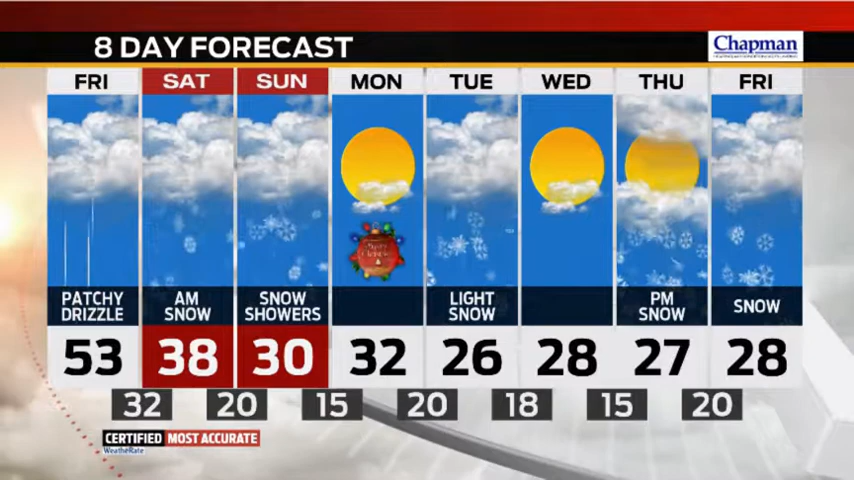 8 DAY FORECAST
Chapman
FRI SAT SUN MON TUE WED THU FRI
PATCHY DRIZZLE
AM SNOW
SNOW SHOWERS
LIGHT SNOW
PM SNOW
SNOW
53 38 30 32 26 28 27 28
32 20 15 20 18 15 20
CERTIFIED MOST ACCURATE
WeatheRate